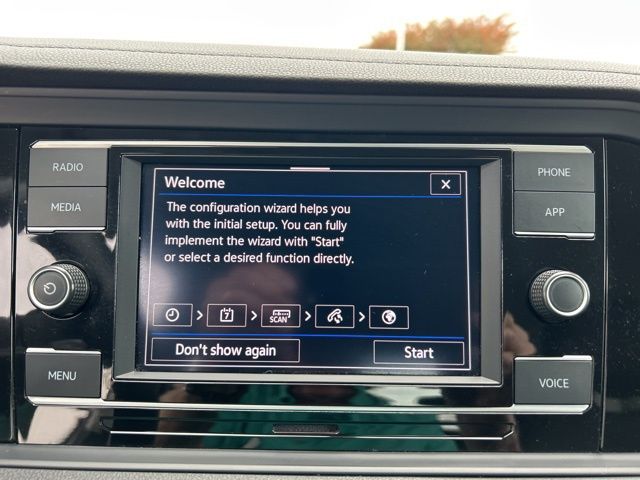 RADIO
MEDIA
MENU
Welcome
The configuration wizard helps you
with the initial setup. You can fully
implement the wizard with "Start"
or select a desired function directly.
7
SCAN
Don't show again
Start
PHONE
APP
VOICE